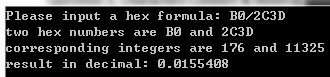 Please input a hex formula: B0/2C3D
two hex numbers are B0 and 2C3D
corresponding integers are 176 and 11325
result in decimal: 0.0155408